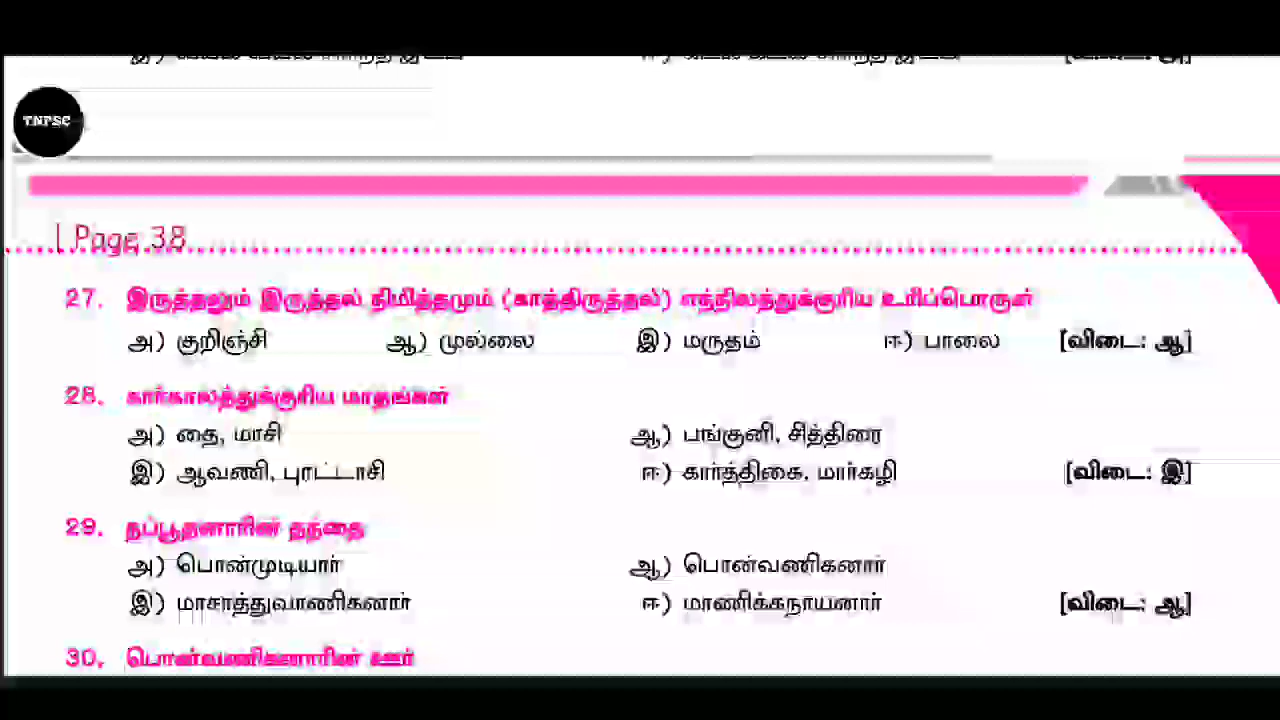 [விடை: அ]
TNPSC
| Page 38
27. இருத்தலும் இருத்தல் நிமித்தமும் (காத்திருத்தல்) எந்நிலத்துக்குரிய உரிப்பொருள்
அ) குறிஞ்சி ஆ) முல்லை இ) மருதம் ஈ) பாலை [விடை: ஆ]
28. கார்காலத்துக்குரிய மாதங்கள்
அ) தை, மாசி ஆ) பங்குனி, சித்திரை
இ) ஆவணி, புரட்டாசி ஈ) கார்த்திகை, மார்கழி [விடை: இ]
29. நப்பூதனாரின் தந்தை
அ) பொன்முடியார் ஆ) பொன்வணிகனார்
இ) மாசாத்துவாணிகனார் ஈ) மாணிக்கநாயனார் [விடை: ஆ]
30. பொன்வணிகனாரின் ஊர்